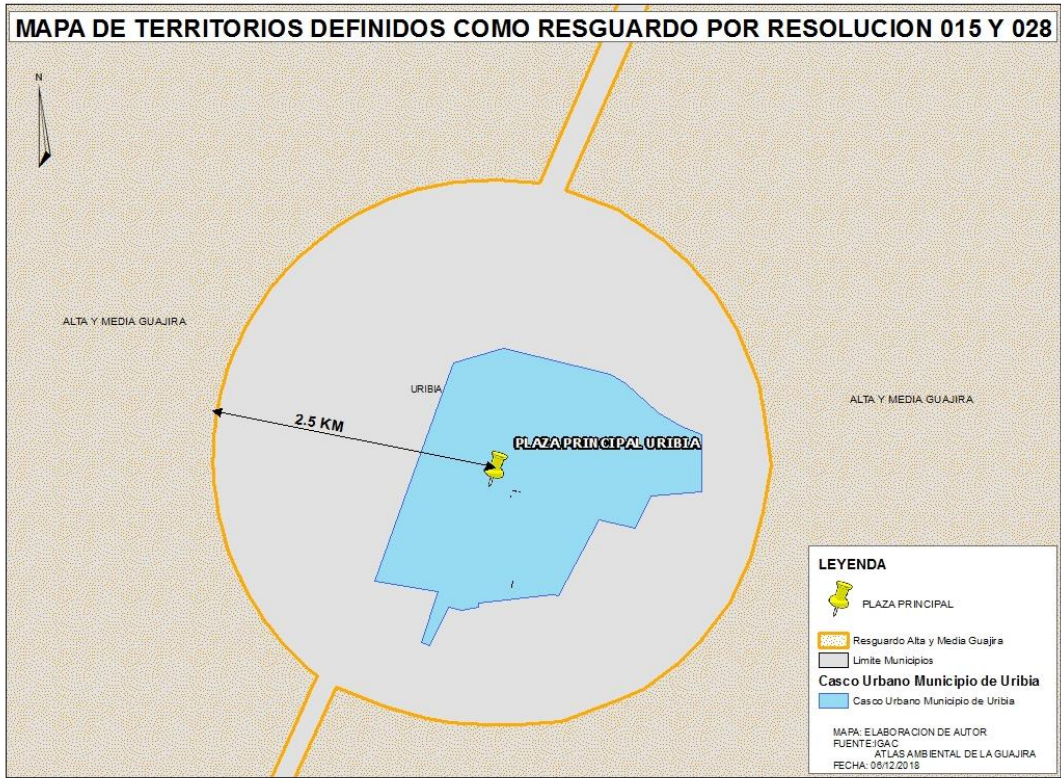 MAPA DE TERRITORIOS DEFINIDOS COMO RESGUARDO POR RESOLUCION 015 Y 028
N
ALTA Y MEDIA GUAJIRA
URIBIA
ALTA Y MEDIA GUAJIRA
2.5 KM
PLAZA PRINCIPAL URIBIA
LEYENDA
PLAZA PRINCIPAL
Resguardo Alta y Media Guajira
Limite Municipios
Casco Urbano Municipio de Uribia
Casco Urbano Municipio de Uribia
MAPA: ELABORACION DE AUTOR
FUENTE:IGAC
ATLAS AMBIENTAL DE LA GUAJIRA
FECHA: 06/12/2018